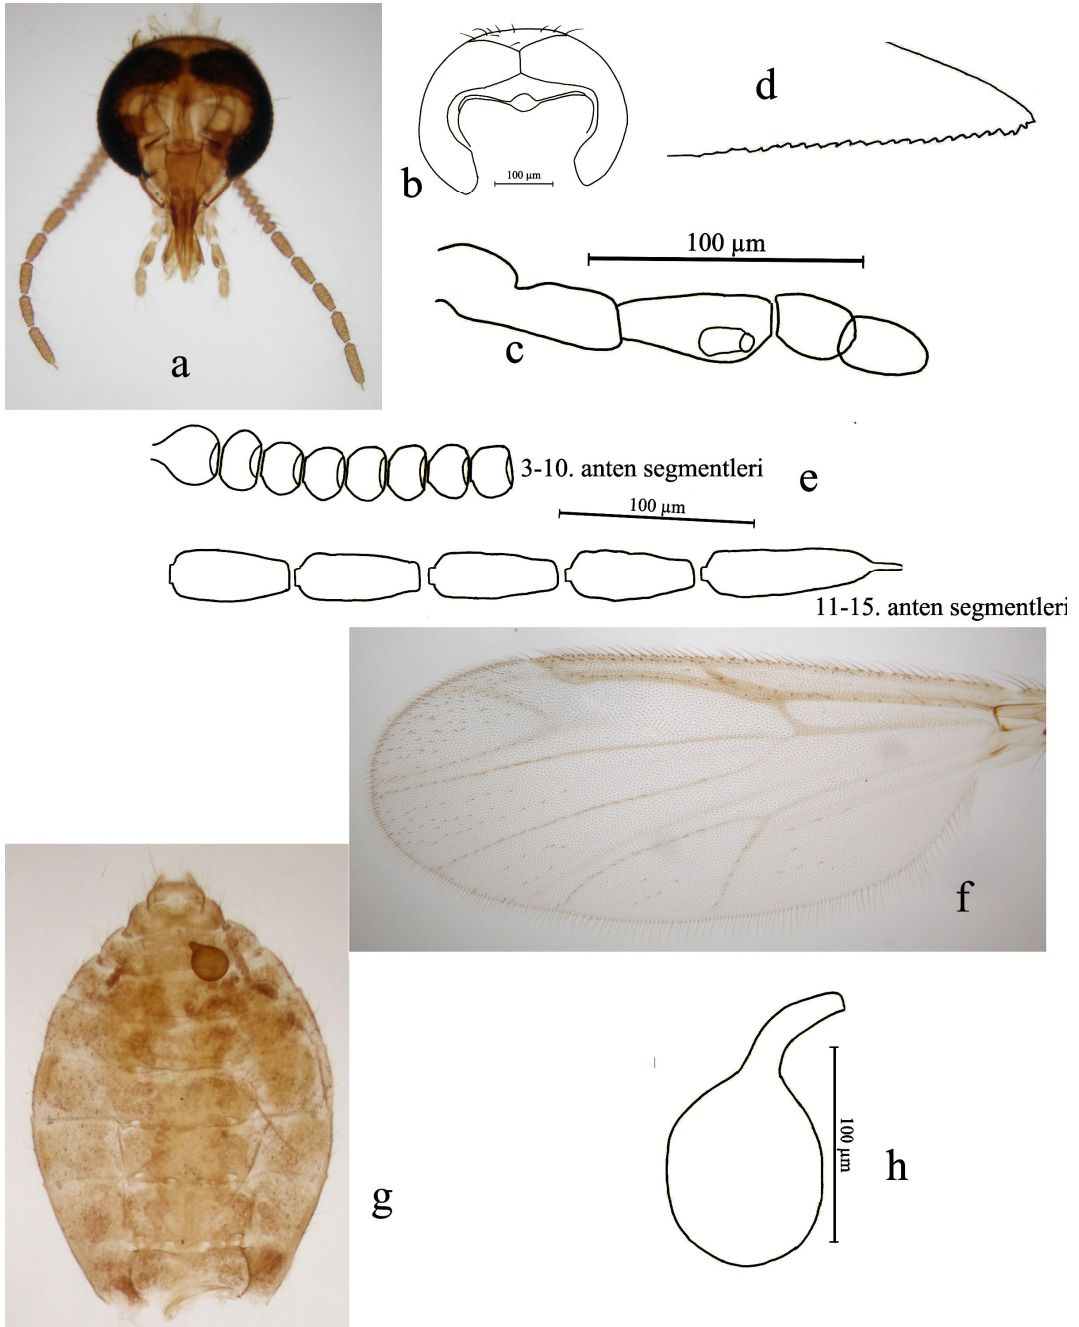 a
b
100 µm
d
100 µm
c
3-10. anten segmentleri
e
100 µm
11-15. anten segmentleri
f
g
100 µm
h